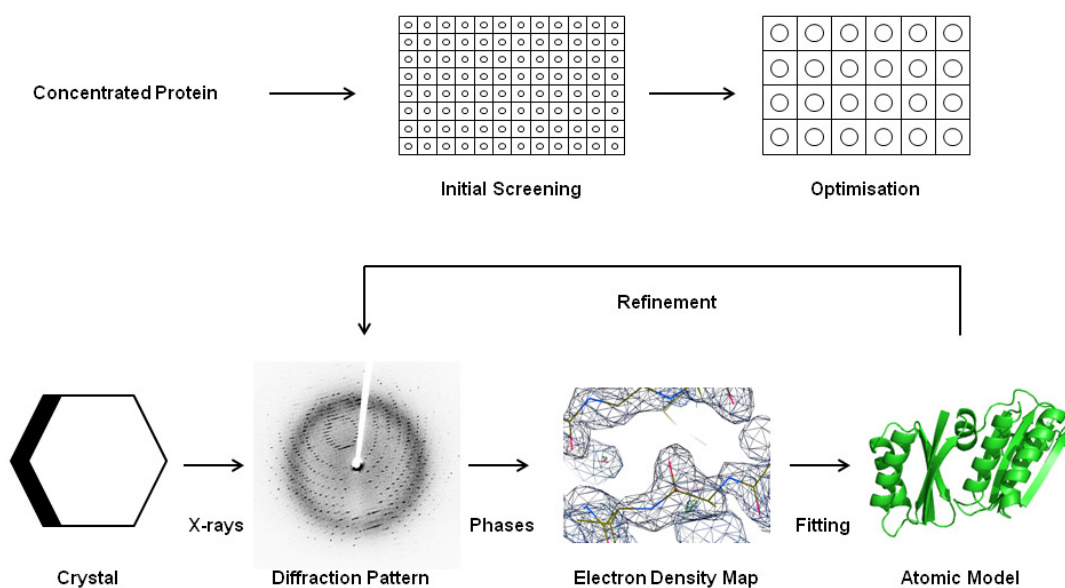 Concentrated Protein
Initial Screening
Optimisation
Refinement
X-rays
Phases
Fitting
Crystal
Diffraction Pattern
Electron Density Map
Atomic Model